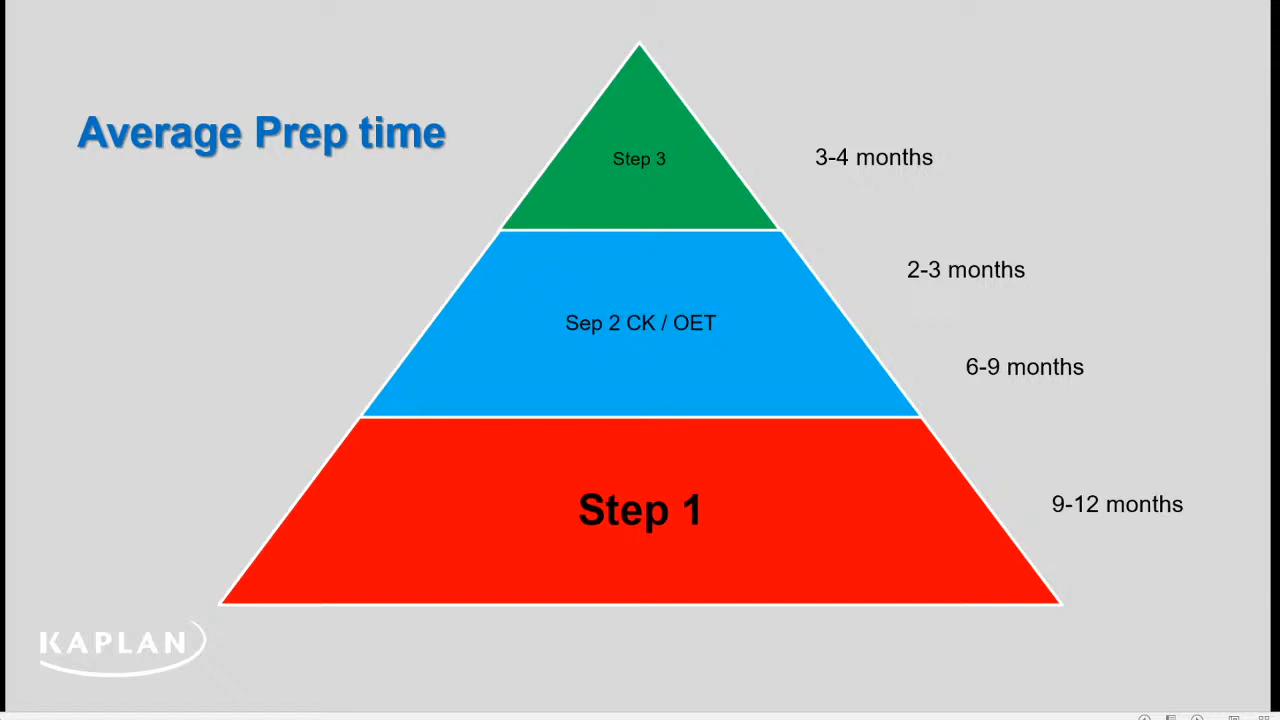 Average Prep time
Step 3
3-4 months
2-3 months
Sep 2 CK / OET
6-9 months
Step 1
9-12 months
KAPLAN